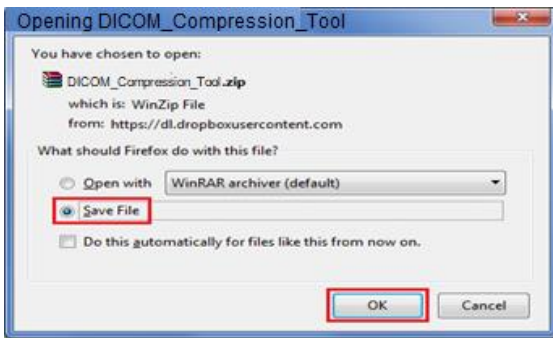 Opening DICOM_Compression_Tool
You have chosen to open:
DICOM_Compression_Tool.zip
which is: WinZip File
from: https://dl.dropboxusercontent.com
What should Firefox do with this file?
Open with WinRAR archiver (default)
Save File
Do this automatically for files like this from now on.
OK Cancel